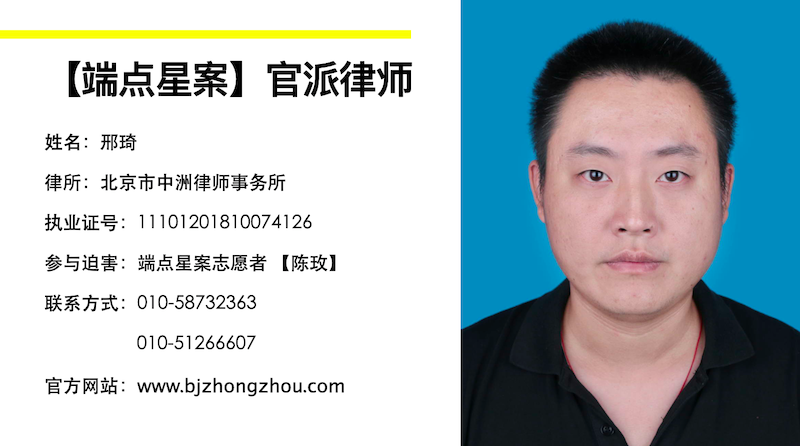 【端点星案】官派律师
姓名：邢琦
律所：北京市中洲律师事务所
执业证号：11101201810074126
参与迫害：端点星案志愿者 【陈玫】
联系方式：010-58732363
010-51266607
官方网站：www.bjzhongzhou.com